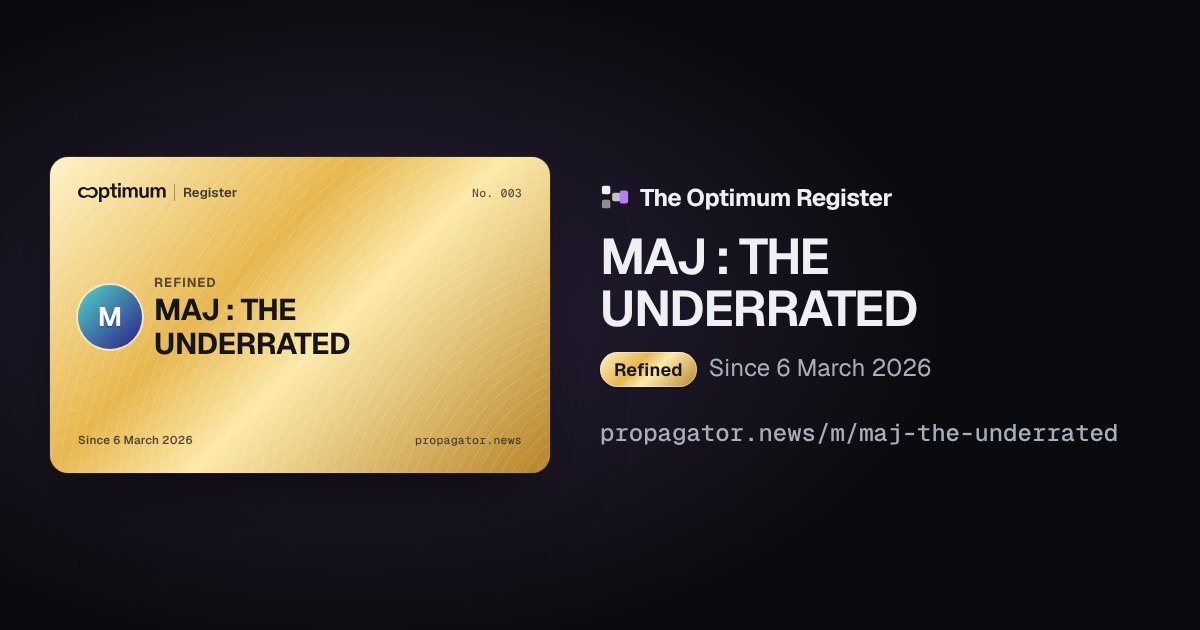 optimum | Register
No. 003
M
REFINED
MAJ : THE
UNDERRATED
Since 6 March 2026
propagator.news
The Optimum Register
MAJ : THE
UNDERRATED
Refined
Since 6 March 2026
propagator.news/m/maj-the-underrated